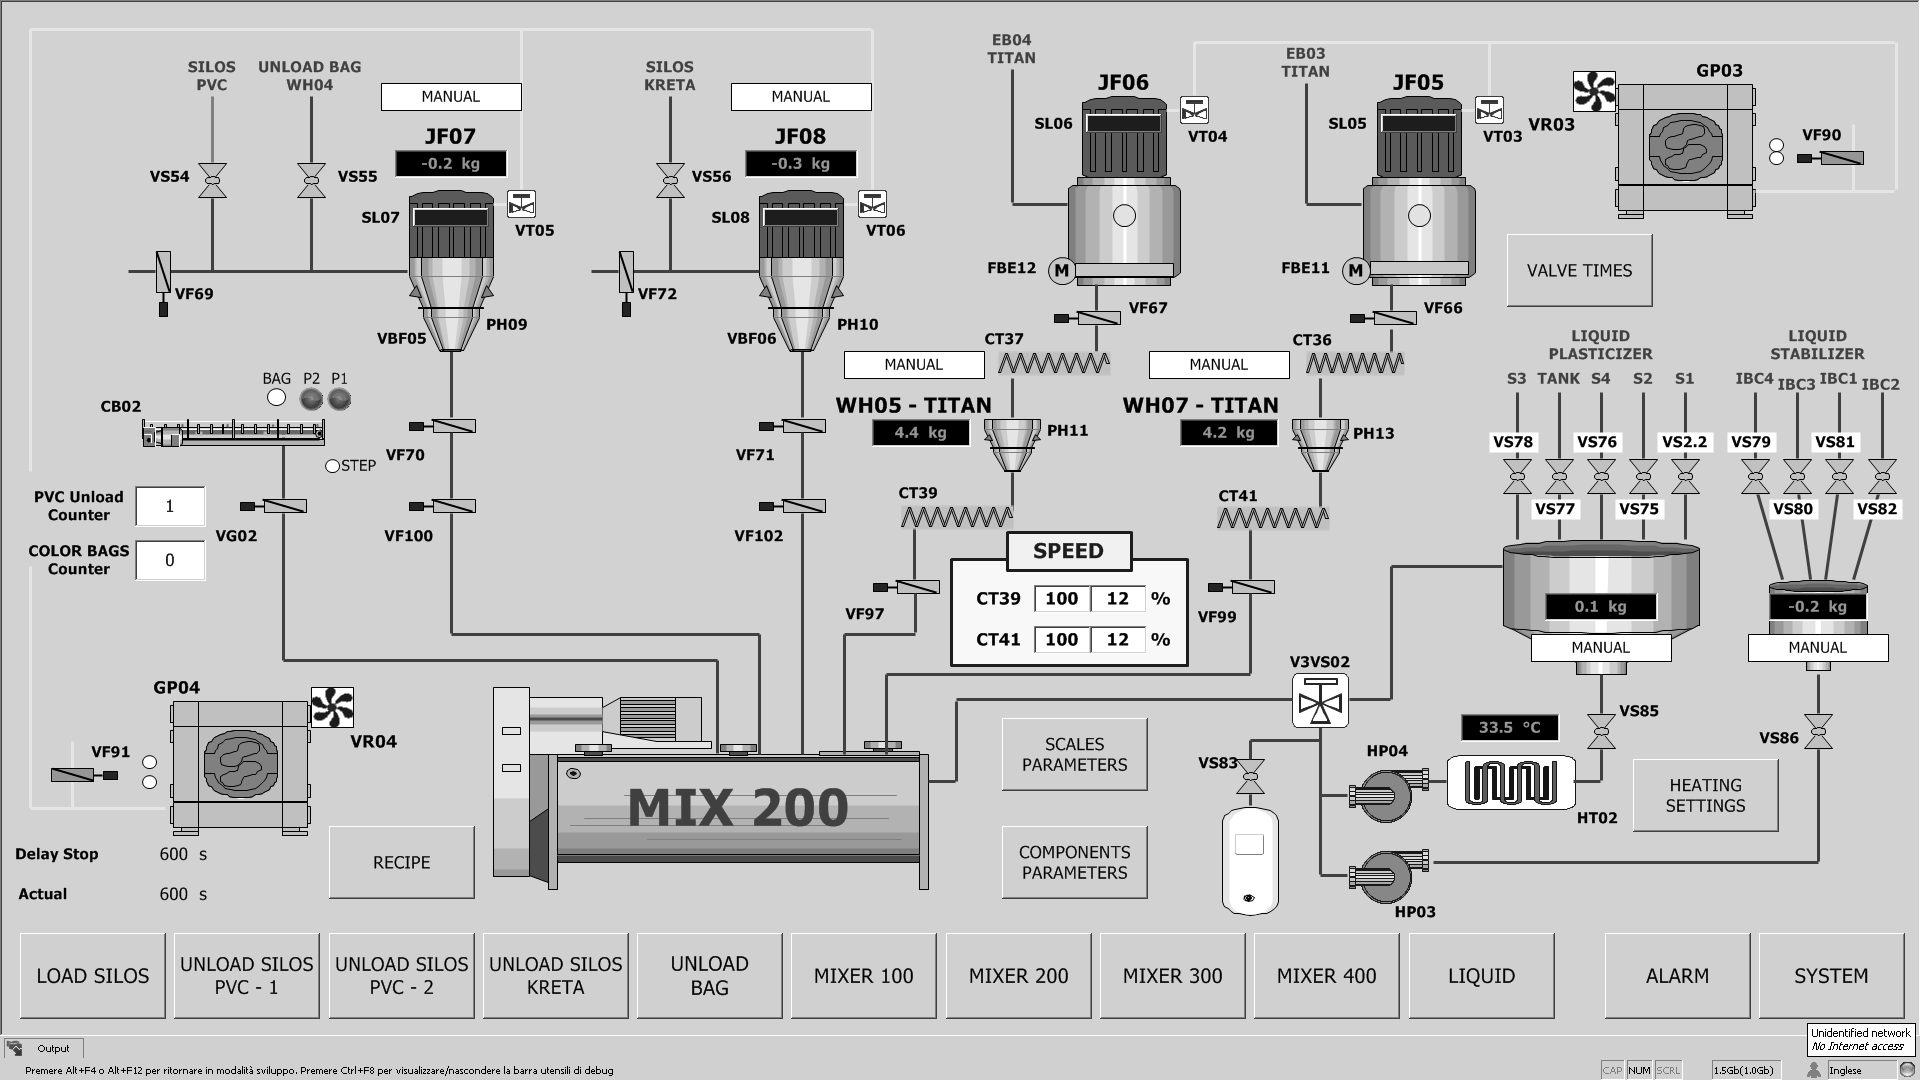 SILOS
PVC
UNLOAD BAG
WH04
MANUAL
JF07
-0.2 kg
SILOS
KRETA
MANUAL
JF08
-0.3 kg
EB04
TITAN
JF06
SL06
VT04
EB03
TITAN
JF05
SL05
VT03
VR03
GP03
VF90
VS54
VS55
VS56
SL07
VT05
SL08
VT06
VF69
VF72
VBF05
PH09
VBF06
PH10
FBE12
M
VF67
FBE11
M
VF66
VALVE TIMES
CT37
MANUAL
CT36
MANUAL
WH05 - TITAN
4.4 kg
PH11
WH07 - TITAN
4.2 kg
PH13
LIQUID
PLASTICIZER
S3 TANK S4 S2 S1
LIQUID
STABILIZER
IBC4 IBC3 IBC1 IBC2
VS78 VS76 VS2.2 VS79 VS81
VS77 VS75 VS80 VS82
BAG P2 P1
CB02
STEP
VF70
VF71
PVC Unload
Counter
1
COLOR BAGS
Counter
0
VG02
VF100
VF102
CT39
CT41
SPEED
CT39 100 12 %
CT41 100 12 %
VF97
VF99
0.1 kg
MANUAL
-0.2 kg
MANUAL
V3VS02
33.5 °C
VS85
VS86
GP04
VR04
VF91
MIX 200
SCALES
PARAMETERS
VS83
HP04
HT02
HEATING
SETTINGS
Delay Stop 600 s
Actual 600 s
RECIPE
COMPONENTS
PARAMETERS
HP03
LOAD SILOS
UNLOAD SILOS
PVC - 1
UNLOAD SILOS
PVC - 2
UNLOAD SILOS
KRETA
UNLOAD
BAG
MIXER 100
MIXER 200
MIXER 300
MIXER 400
LIQUID
ALARM
SYSTEM
Unidentified network
No Internet access
Output
Premere Alt+F4 o Alt+F12 per ritornare in modalità sviluppo. Premere Ctrl+F8 per visualizzare/nascondere la barra utensili di debug
CAP NUM SCRL 1.5Gb(1.0Gb) Inglese